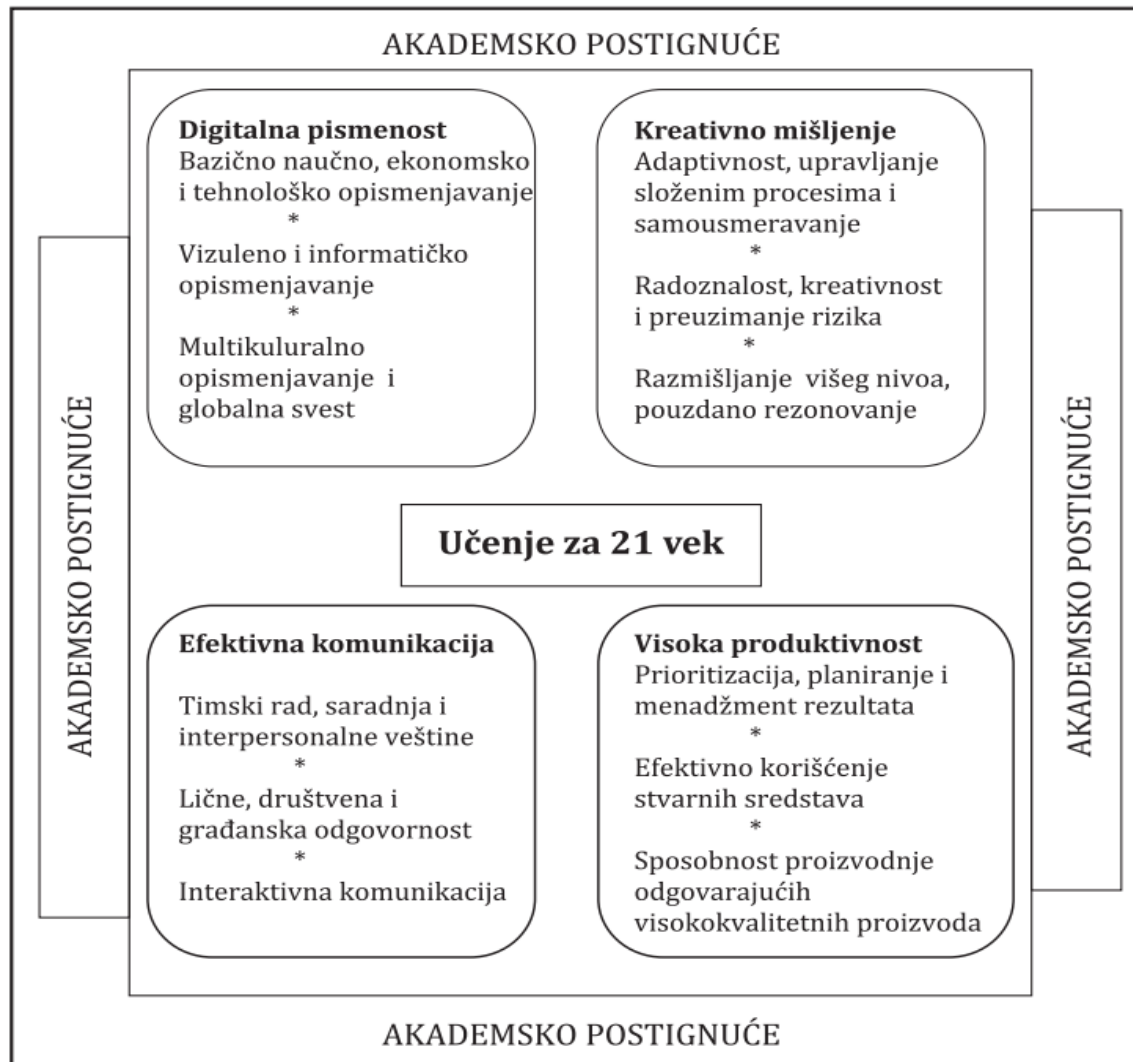 AKADEMSKO POSTIGNUĆE
Digitalna pismenost
Bazično naučno, ekonomsko
i tehnološko opismenjavanje
*
Vizuleno i informatičko
opismenjavanje
*
Multikuluralno
opismenjavanje i
globalna svest
Kreativno mišljenje
Adaptivnost, upravljanje
složenim procesima i
samousmeravanje
*
Radoznalost, kreativnost
i preuzimanje rizika
*
Razmišljanje višeg nivoa,
pouzdano rezonovanje
AKADEMSKO POSTIGNUĆE
Učenje za 21 vek
AKADEMSKO POSTIGNUĆE
Efektivna komunikacija
Timski rad, saradnja i
interpersonalne veštine
*
Lične, društvena i
građanska odgovornost
*
Interaktivna komunikacija
Visoka produktivnost
Prioritizacija, planiranje i
menadžment rezultata
*
Efektivno korišćenje
stvarnih sredstava
*
Sposobnost proizvodnje
odgovarajućih
visokokvalitetnih proizvoda
AKADEMSKO POSTIGNUĆE